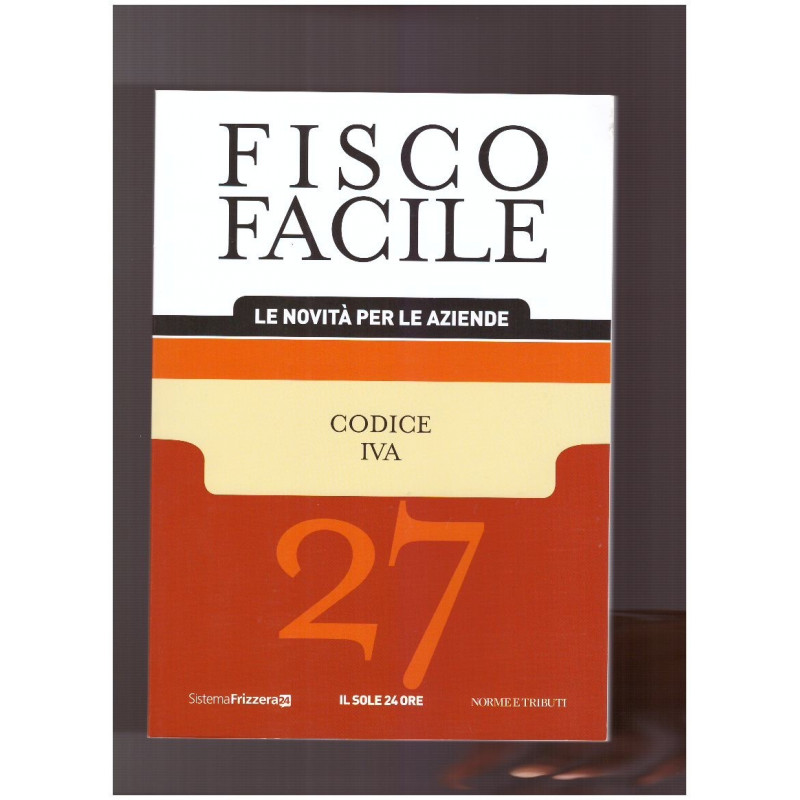 FISCO
FACILE
LE NOVITÀ PER LE AZIENDE
CODICE
IVA
27
SistemaFrizzera24
IL SOLE 24 ORE
NORME E TRIBUTI